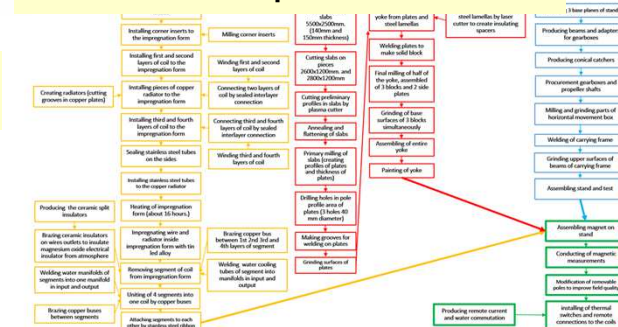 Installing corner inserts to
the impregnation form
Milling corner inserts
Installing first and second
layers of coil to the
impregnation form
Winding first and second
layers of coil
Creating radiators (cutting
grooves in copper plates)
Installing pieces of copper
radiator to the
impregnation form
Connecting two layers of
coil by sealed interlayer
connection
Installing third and fourth
layers of coil to the
impregnation form
Connecting third and fourth
layers of coil by sealed
interlayer connection
Sealing stainless steel tubes
on the sides
Winding third and fourth
layers of coil
Installing stainless steel tubes
to the copper radiator
Producing the ceramic split
insulators
Heating of impregnation
form (about 16 hours.)
Brazing ceramic insulators
on wires outlets to insulate
magnesium oxide electrical
insulator from atmosphere
Impregnating wire and
radiator inside
impregnation form with tin
led alloy
Brazing copper bus
between 1st 2nd 3rd and
4th layers of segment
Welding water manifolds of
segments into one manifold
in input and output
Removing segment of coil
from impregnation form
Welding water cooling
tubes of segment into
manifolds in input and
output
Brazing copper buses
between segments
Uniting of 4 segments into
one coil by copper buses
Attaching segments to each
other by stainless steel ribbon
slabs
5500x2500mm.
(140mm and
150mm thickness)
Cutting slabs on
pieces
2600x1200mm. and
2800x1200mm
Cutting preliminary
profiles in slabs by
plasma cutter
Annealing and
flattening of slabs
Primary milling of
slabs (creating
profiles of plates
and thickness of
plates)
Drilling holes in pole
profile area of
plates (3 holes 40
mm diameter)
Making grooves for
welding on plates
Grinding surfaces of
plates
yoke from plates and
steel lamellas
steel lamellas by laser
cutter to create insulating
spacers
Welding plates to
make solid block
Final milling of half of
the yoke, assembled
of 3 blocks and 2 side
plates
Grinding of base
surfaces of 3 blocks
simultaneously
Assembling of entire
yoke
Painting of yoke
3 base planes of stand
Producing beams and adapters
for gearboxes
Producing conical catchers
Procurement gearboxes and
propeller shafts
Milling and grinding parts of
horizontal movement box
Welding of carrying frame
Grinding upper surfaces of
beams of carrying frame
Assembling stand and test
Assembling magnet on
stand
Conducting of magnetic
measurements
Modification of removable
poles to improve field quality
Producing remote current
and water commutation
installing of thermal
switches and remote
connections to the coils